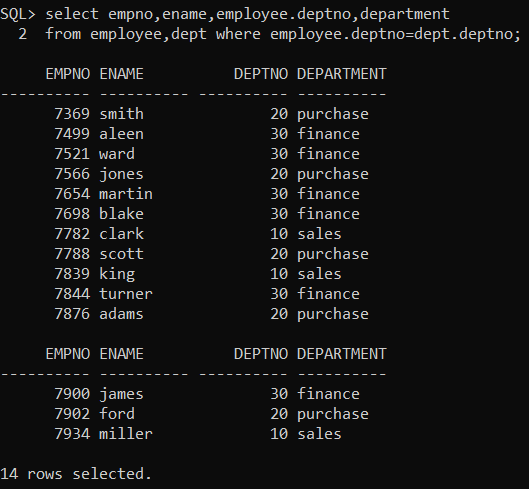 SQL> select empno,ename,employee.deptno,department
  2  from employee,dept where employee.deptno=dept.deptno;

     EMPNO ENAME          DEPTNO DEPARTMENT
---------- ---------- ---------- ----------
      7369 smith              20 purchase
      7499 aleen              30 finance
      7521 ward               30 finance
      7566 jones              20 purchase
      7654 martin             30 finance
      7698 blake              30 finance
      7782 clark              10 sales
      7788 scott              20 purchase
      7839 king               10 sales
      7844 turner             30 finance
      7876 adams              20 purchase

     EMPNO ENAME          DEPTNO DEPARTMENT
---------- ---------- ---------- ----------
      7900 james              30 finance
      7902 ford               20 purchase
      7934 miller             10 sales

14 rows selected.